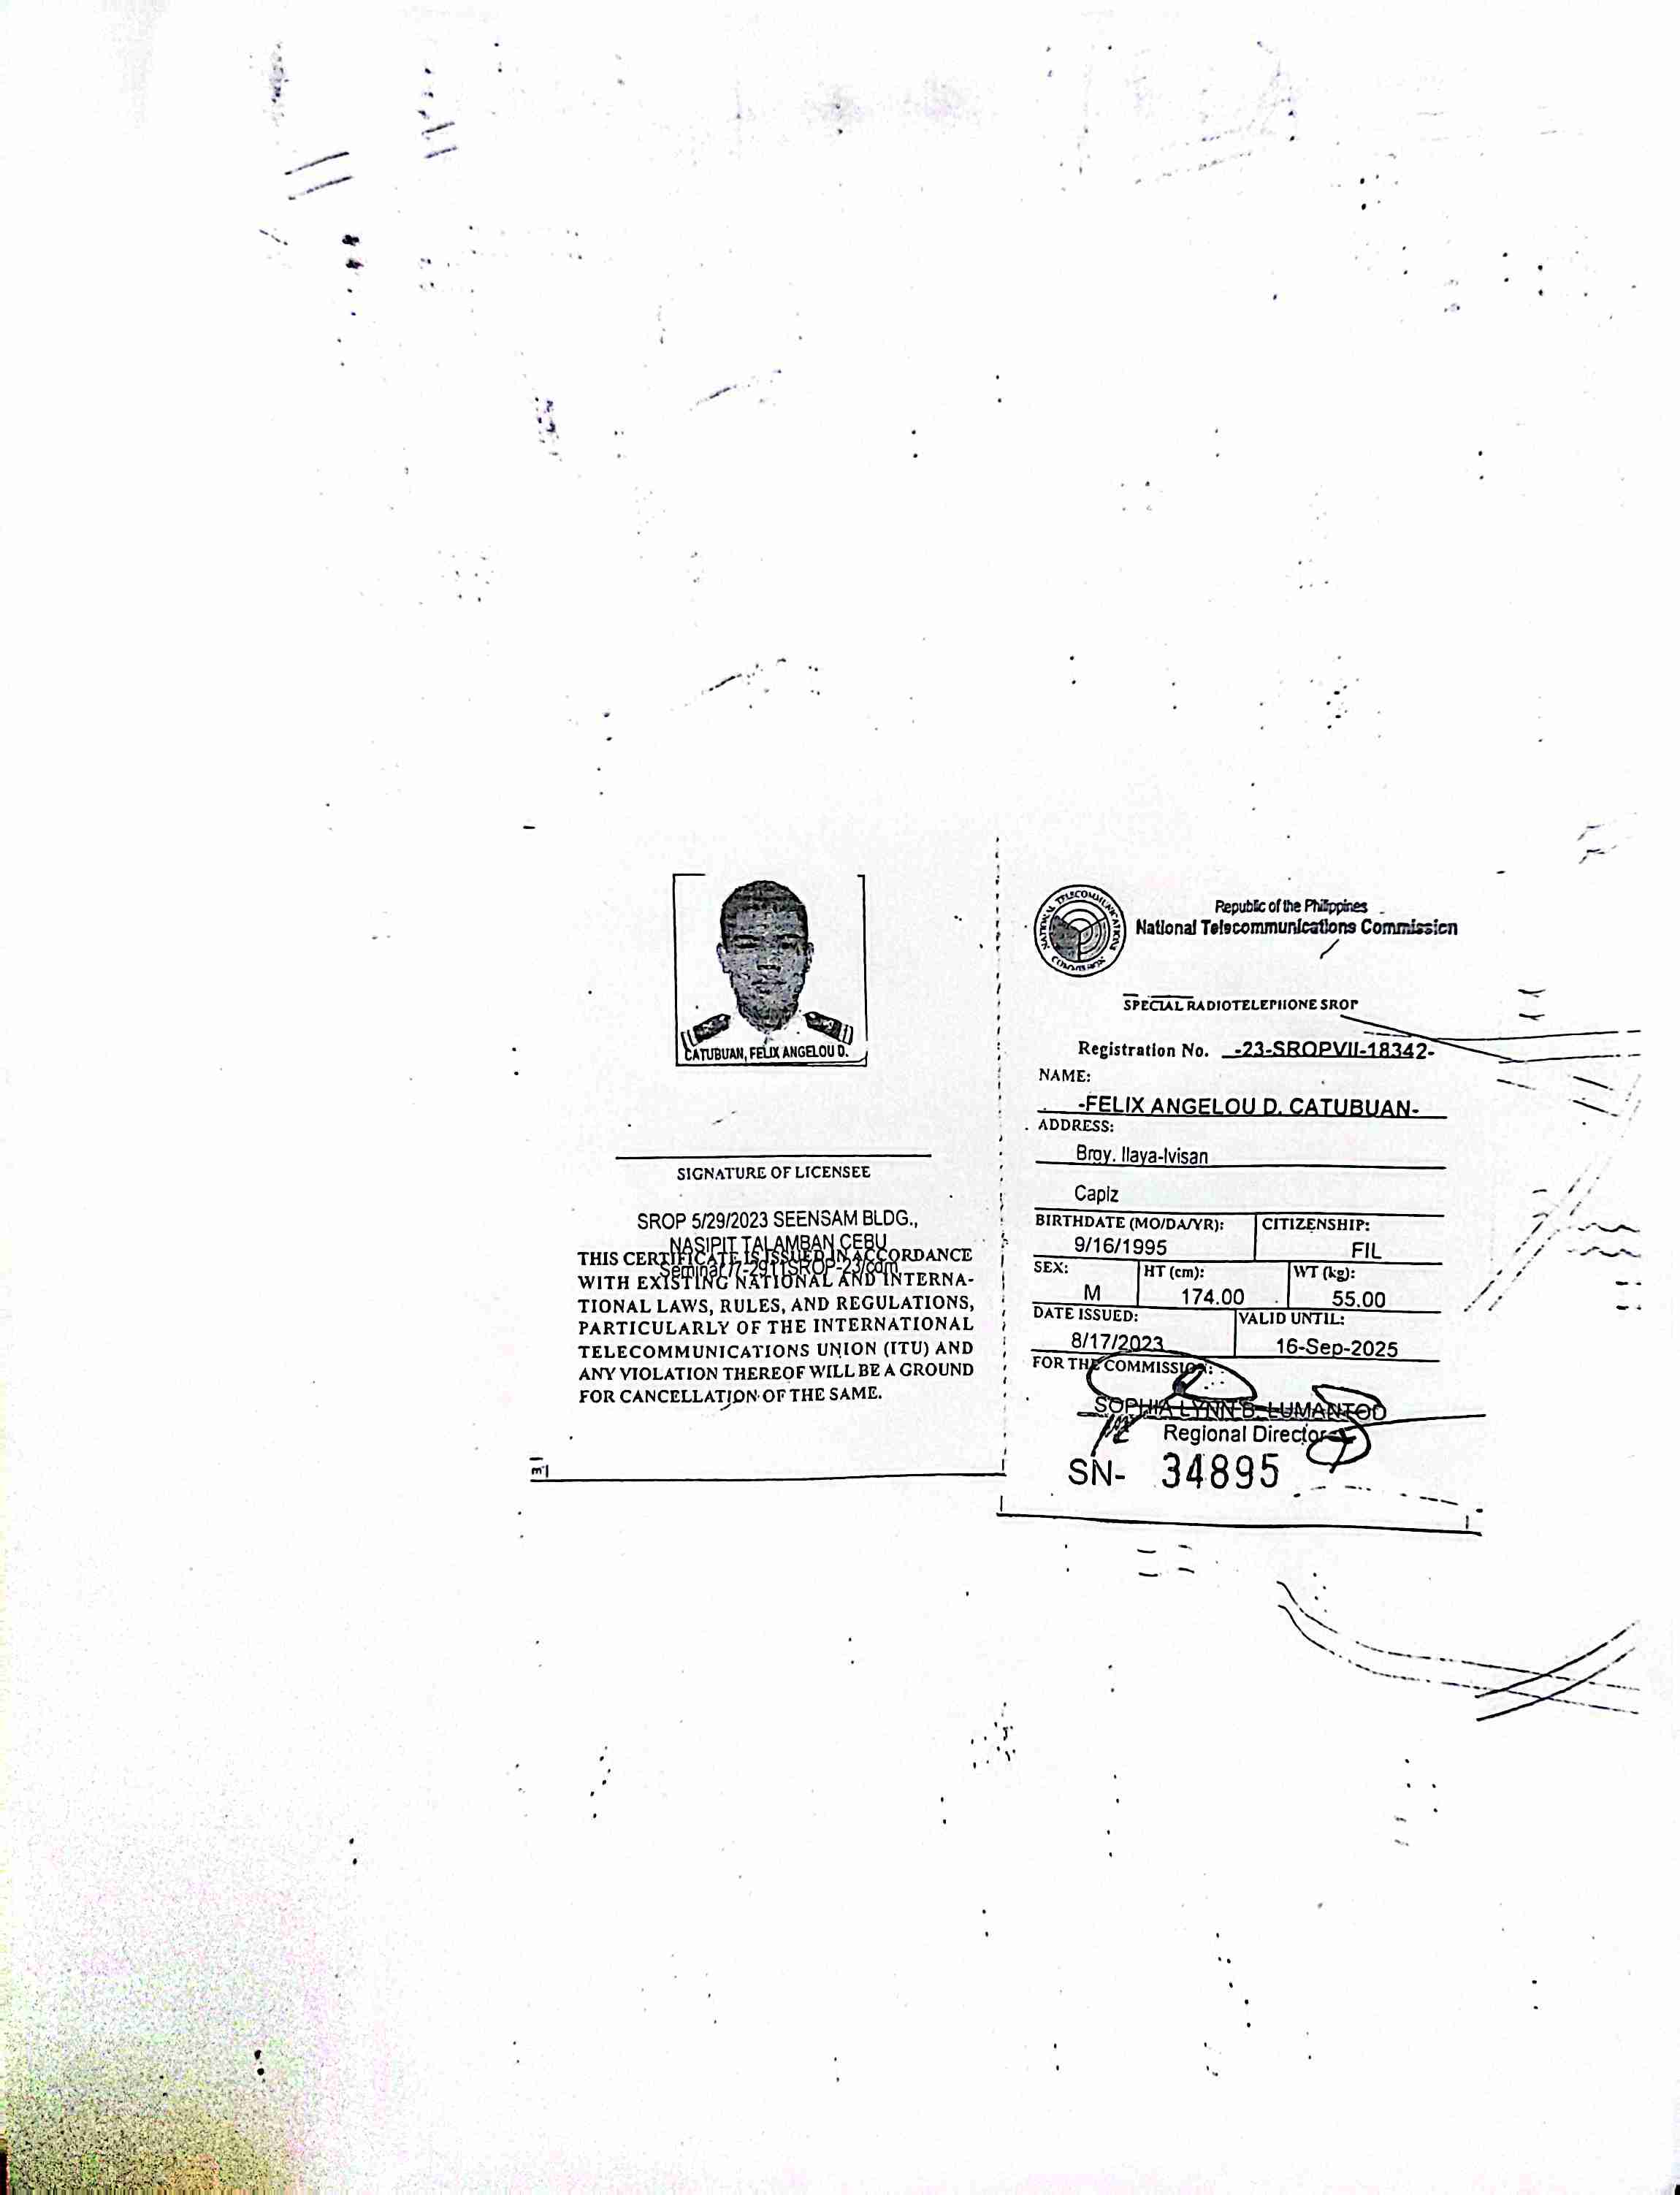 CATUBUAN, FELIX ANGELOU D.
SIGNATURE OF LICENSEE
SROP 5/29/2023 SEENSAM BLDG.,
NASIPIT TALAMBAN CEBU
THIS CERTIFICATE IS ISSUED IN ACCORDANCE
Seminar
WITH EXISTING NATIONAL AND INTERNA-
TIONAL LAWS, RULES, AND REGULATIONS,
PARTICULARLY OF THE INTERNATIONAL
TELECOMMUNICATIONS UNION (ITU) AND
ANY VIOLATION THEREOF WILL BE A GROUND
FOR CANCELLATION OF THE SAME.
NATIONAL TELECOMMUNICATIONS COMMISSION
Republic of the Philippines
National Telecommunications Commission
SPECIAL RADIOTELEPHONE SROP
Registration No. -23-SROPVII-18342-
NAME:
-FELIX ANGELOU D. CATUBUAN-
ADDRESS:
Brgy. Ilaya-Ivisan
Capiz
BIRTHDATE (MO/DA/YR): CITIZENSHIP:
9/16/1995 FIL
SEX: HT (cm): WT (kg):
M 174.00 55.00
DATE ISSUED: VALID UNTIL:
8/17/2023 16-Sep-2025
FOR THE COMMISSION:
SOPHIA LYNN B. LUMANTOD
Regional Director
SN- 34895